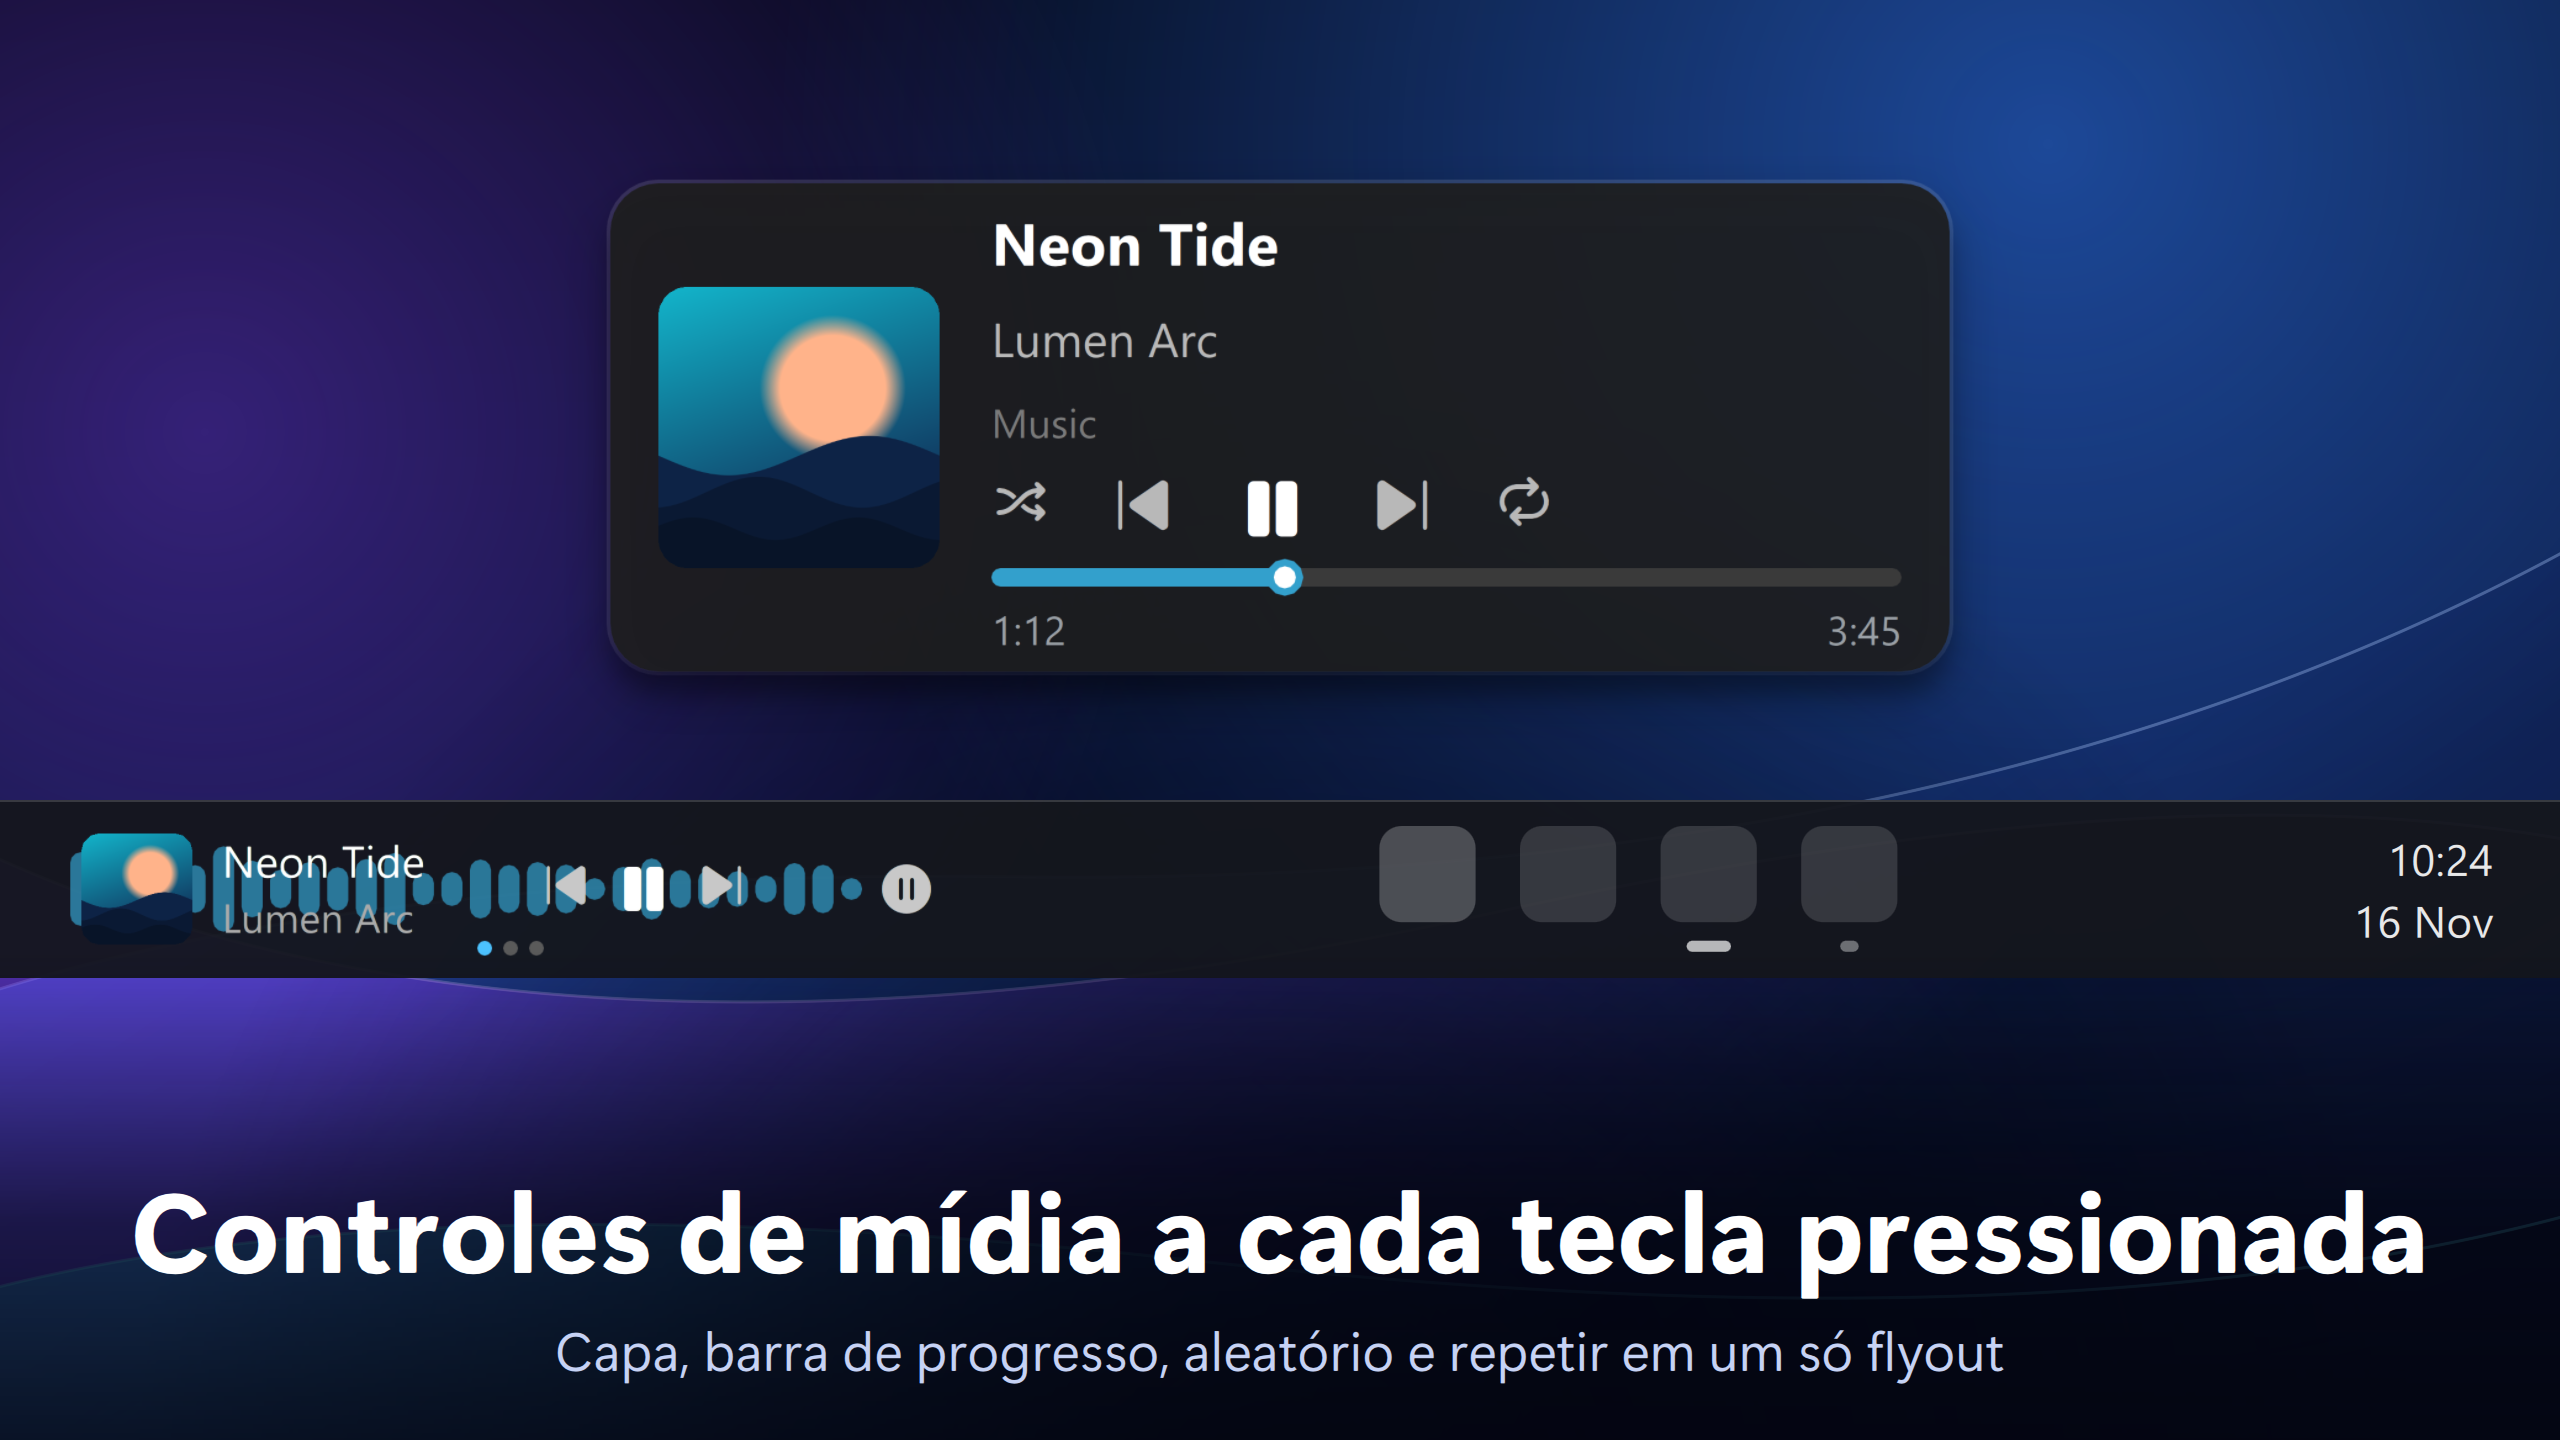 Neon Tide
Lumen Arc
Music
1:12
3:45
Neon Tide
Lumen Arc
10:24
16 Nov
Controles de mídia a cada tecla pressionada
Capa, barra de progresso, aleatório e repetir em um só flyout